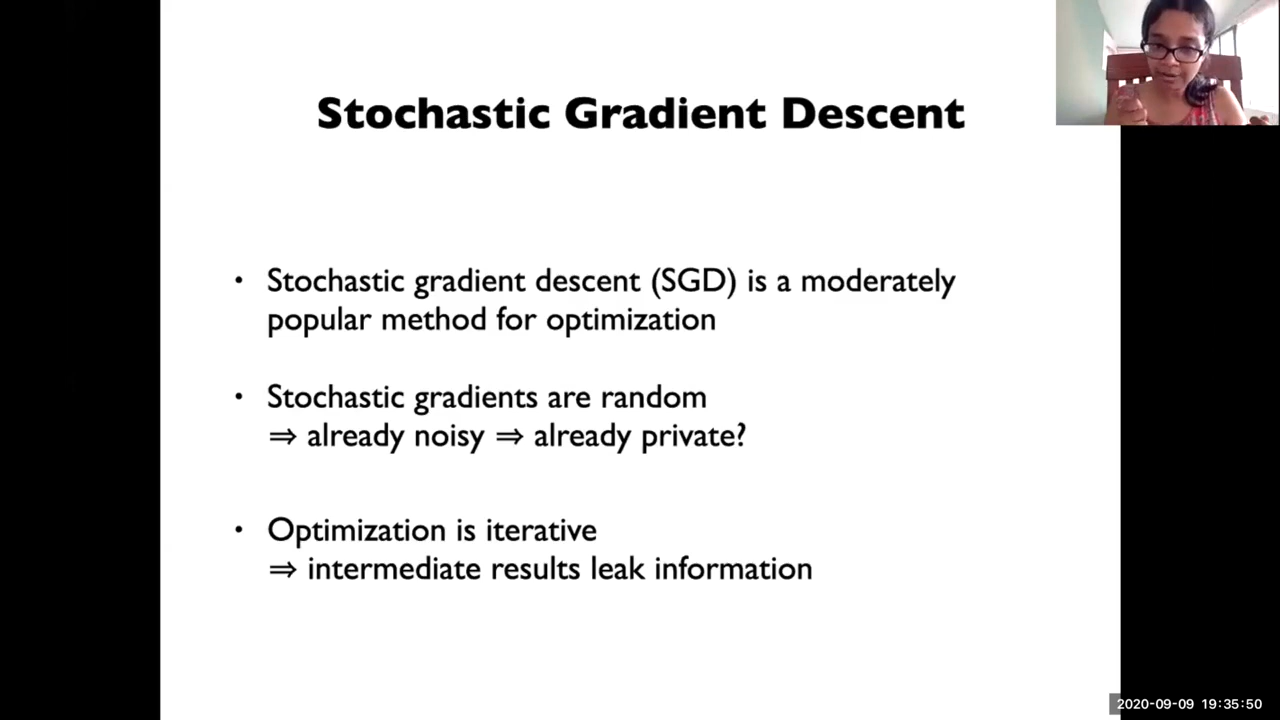 Stochastic Gradient Descent
• Stochastic gradient descent (SGD) is a moderately
popular method for optimization
• Stochastic gradients are random
⇒ already noisy ⇒ already private?
• Optimization is iterative
⇒ intermediate results leak information
2020-09-09 19:35:50